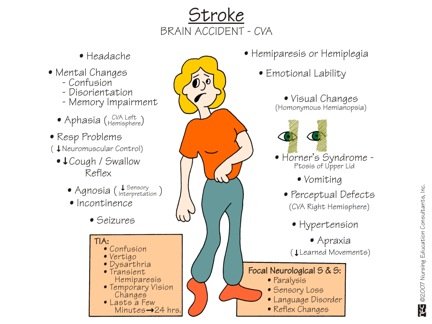 Stroke
BRAIN ACCIDENT - CVA
• Headache
• Mental Changes
- Confusion
- Disorientation
- Memory Impairment
• Aphasia (CVA Left
Hemisphere)
• Resp Problems
(↓Neuromuscular Control)
• ↓Cough / Swallow
Reflex
• Agnosia (↓ Sensory
Interpretation)
• Incontinence
• Seizures
TIA:
• Confusion
• Vertigo
• Dysarthria
• Transient
Hemiparesis
• Temporary Vision
Changes
• Lasts a Few
Minutes→24 hrs.
• Hemiparesis or Hemiplegia
• Emotional Lability
• Visual Changes
(Homonymous Hemianopsia)
• Horner's Syndrome -
Ptosis of Upper Lid
• Vomiting
• Perceptual Defects
(CVA Right Hemisphere)
• Hypertension
• Apraxia
(↓Learned Movements)
Focal Neurological S & S:
• Paralysis
• Sensory Loss
• Language Disorder
• Reflex Changes
©2007 Nursing Education Consultants, Inc.